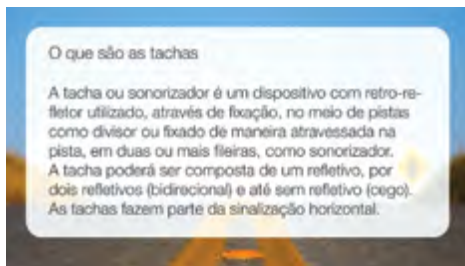 O que são as tachas
A tacha ou sonorizador é um dispositivo com retro-re-
fletor utilizado, através de fixação, no meio de pistas
como divisor ou fixado de maneira atravessada na
pista, em duas ou mais fileiras, como sonorizador.
A tacha poderá ser composta de um refletivo, por
dois refletivos (bidirecional) e até sem refletivo (cego).
As tachas fazem parte da sinalização horizontal.